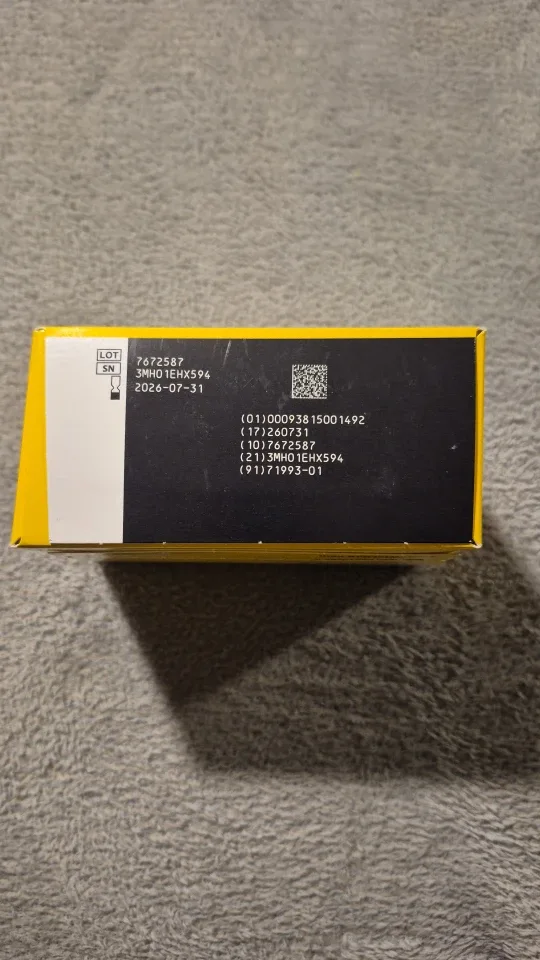 LOT 7672587
SN 3MH01EHX594
2026-07-31
(01)00093815001492
(17)260731
(10)7672587
(21)3MH01EHX594
(91)71993-01